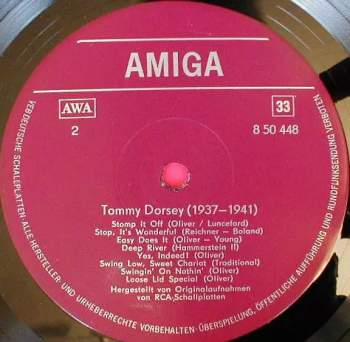 AMIGA
AWA
33
2
8 50 448
Tommy Dorsey (1937—1941)
Stomp It Off (Oliver / Lunceford)
Stop, It's Wonderful (Reichner – Boland)
Easy Does It (Oliver – Young)
Deep River (Hammerstein II)
Yes, Indeed! (Oliver)
Swing Low, Sweet Chariot (Traditional)
Swingin' On Nothin' (Oliver)
Loose Lid Special (Oliver)
Hergestellt von Originalaufnahmen
von RCA-Schallplatten
VEB DEUTSCHE SCHALLPLATTEN · ALLE HERSTELLER- UND URHEBERRECHTE VORBEHALTEN · ÜBERSPIELUNG, ÖFFENTLICHE AUFFÜHRUNG UND RUNDFUNKSENDUNG VERBOTEN